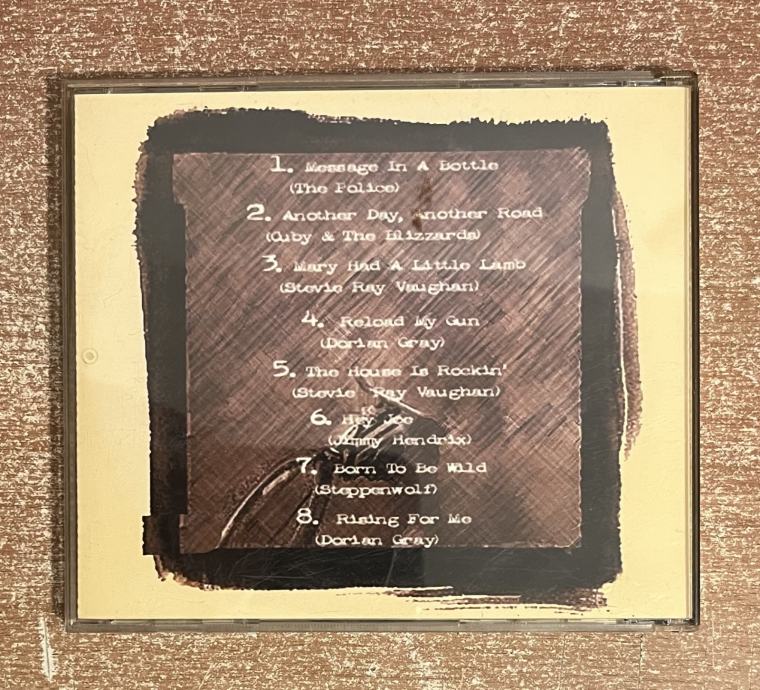 1. Message In A Bottle
(The Police)
2. Another Day, Another Road
(Cuby & The Blizzards)
3. Mary Had A Little Lamb
(Stevie Ray Vaughan)
4. Reload My Gun
(Dorian Gray)
5. The House Is Rockin'
(Stevie Ray Vaughan)
6. Hey Joe
(Jimmy Hendrix)
7. Born To Be Wild
(Steppenwolf)
8. Rising For Me
(Dorian Gray)